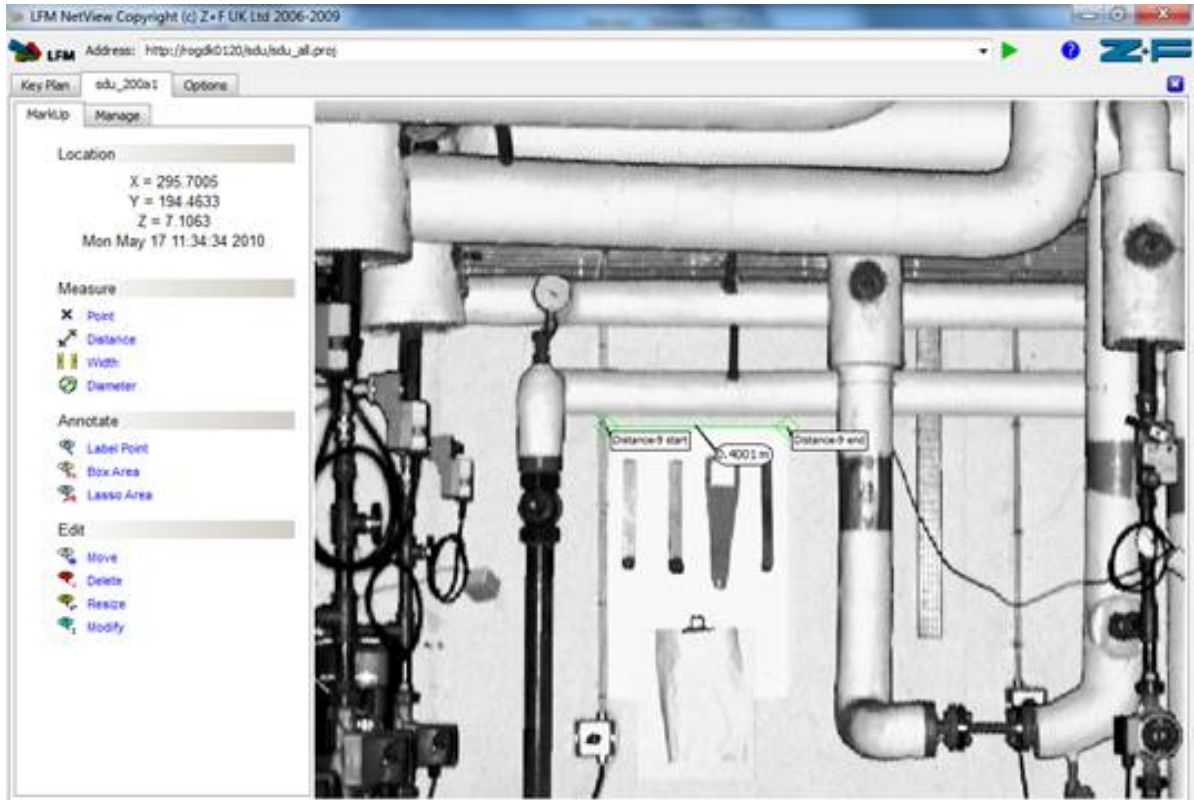 LFM NetView Copyright (c) Z+F UK Ltd 2006-2009
LFM Address: http://rogdk0120/sdu/sdu_all.proj ? Z+F
Key Plan sdu_200a1 Options
MarkUp Manage
Location
X = 295.7005
Y = 194.4633
Z = 7.1063
Mon May 17 11:34:34 2010
Measure
Point
Distance
Width
Diameter
Annotate
Label Point
Box Area
Lasso Area
Edit
Move
Delete
Resize
Modify
Distance-9 start
0.4001 m
Distance-9 end